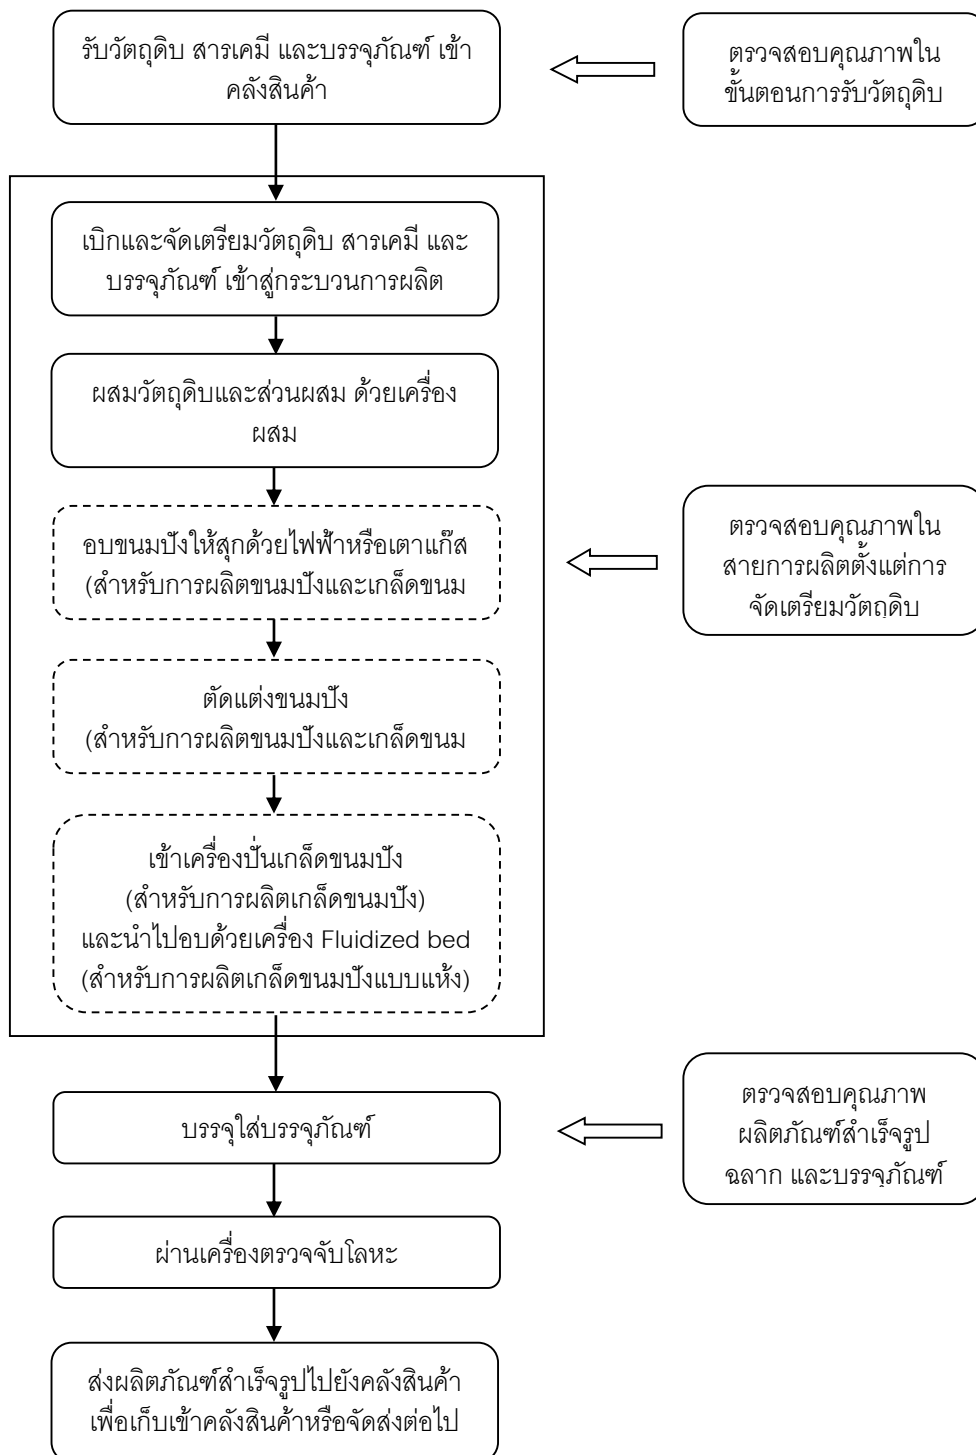 รับวัตถุดิบ สารเคมี และบรรจุภัณฑ์ เข้า
คลังสินค้า
ตรวจสอบคุณภาพใน
ขั้นตอนการรับวัตถุดิบ
เบิกและจัดเตรียมวัตถุดิบ สารเคมี และ
บรรจุภัณฑ์ เข้าสู่กระบวนการผลิต
ผสมวัตถุดิบและส่วนผสม ด้วยเครื่อง
ผสม
อบขนมปังให้สุกด้วยไฟฟ้าหรือเตาแก๊ส
(สำหรับการผลิตขนมปังและเกล็ดขนม
ตรวจสอบคุณภาพใน
สายการผลิตตั้งแต่การ
จัดเตรียมวัตถุดิบ
ตัดแต่งขนมปัง
(สำหรับการผลิตขนมปังและเกล็ดขนม
เข้าเครื่องปั่นเกล็ดขนมปัง
(สำหรับการผลิตเกล็ดขนมปัง)
และนำไปอบด้วยเครื่อง Fluidized bed
(สำหรับการผลิตเกล็ดขนมปังแบบแห้ง)
บรรจุใส่บรรจุภัณฑ์
ตรวจสอบคุณภาพ
ผลิตภัณฑ์สำเร็จรูป
ฉลาก และบรรจุภัณฑ์
ผ่านเครื่องตรวจจับโลหะ
ส่งผลิตภัณฑ์สำเร็จรูปไปยังคลังสินค้า
เพื่อเก็บเข้าคลังสินค้าหรือจัดส่งต่อไป